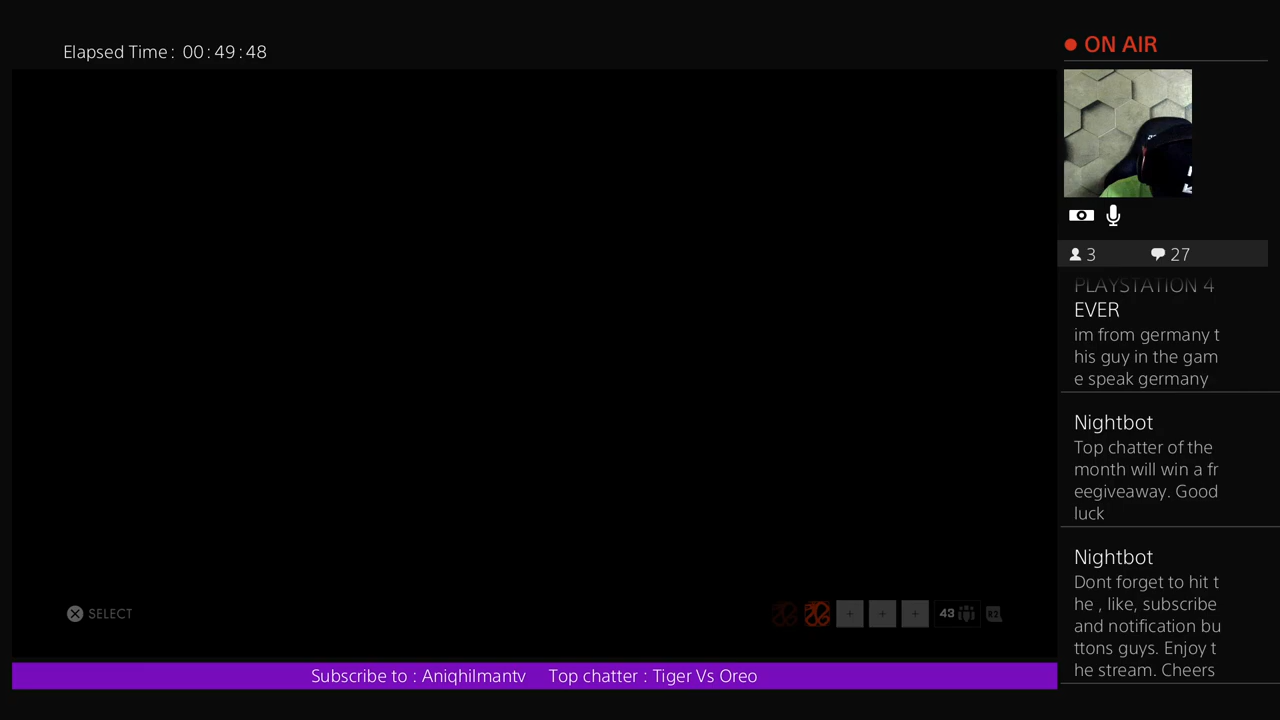 Elapsed Time : 00:49:48
ON AIR
3 27
PLAYSTATION 4
EVER
im from germany t
his guy in the gam
e speak germany
Nightbot
Top chatter of the
month will win a fr
eegiveaway. Good
luck
Nightbot
Dont forget to hit t
he , like, subscribe
and notification bu
ttons guys. Enjoy t
he stream. Cheers
SELECT
43
R2
Subscribe to : Aniqhilmantv Top chatter : Tiger Vs Oreo